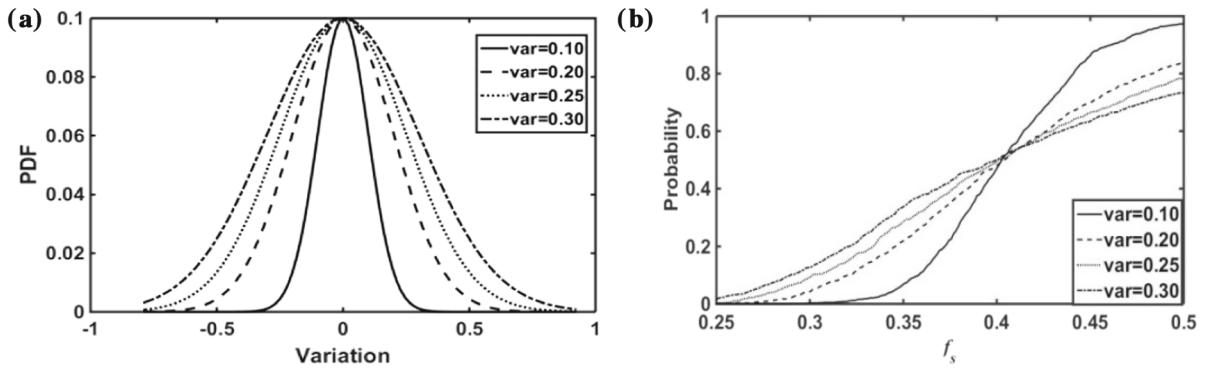 (a)
0.1
0.08
0.06
0.04
0.02
0
PDF
-1
-0.5
0
0.5
1
Variation
var=0.10
var=0.20
var=0.25
var=0.30
(b)
1
0.8
0.6
0.4
0.2
0
Probability
0.25
0.3
0.35
0.4
0.45
0.5
fs
var=0.10
var=0.20
var=0.25
var=0.30